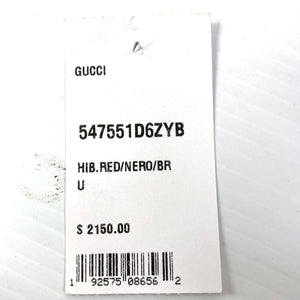 GUCCI
547551D6ZYB
HIB.RED/NERO/BR
U
$ 2150.00
1 92575 08656 2